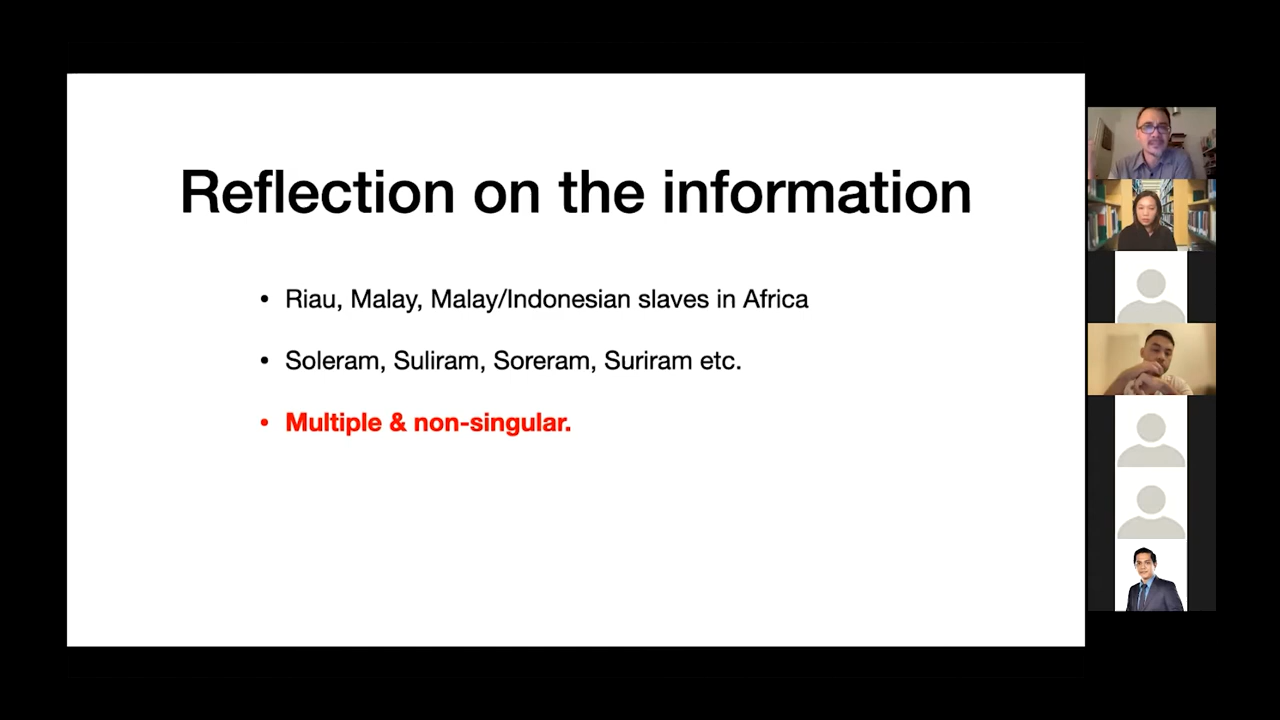 Reflection on the information
• Riau, Malay, Malay/Indonesian slaves in Africa
• Soleram, Suliram, Soreram, Suriram etc.
• Multiple & non-singular.